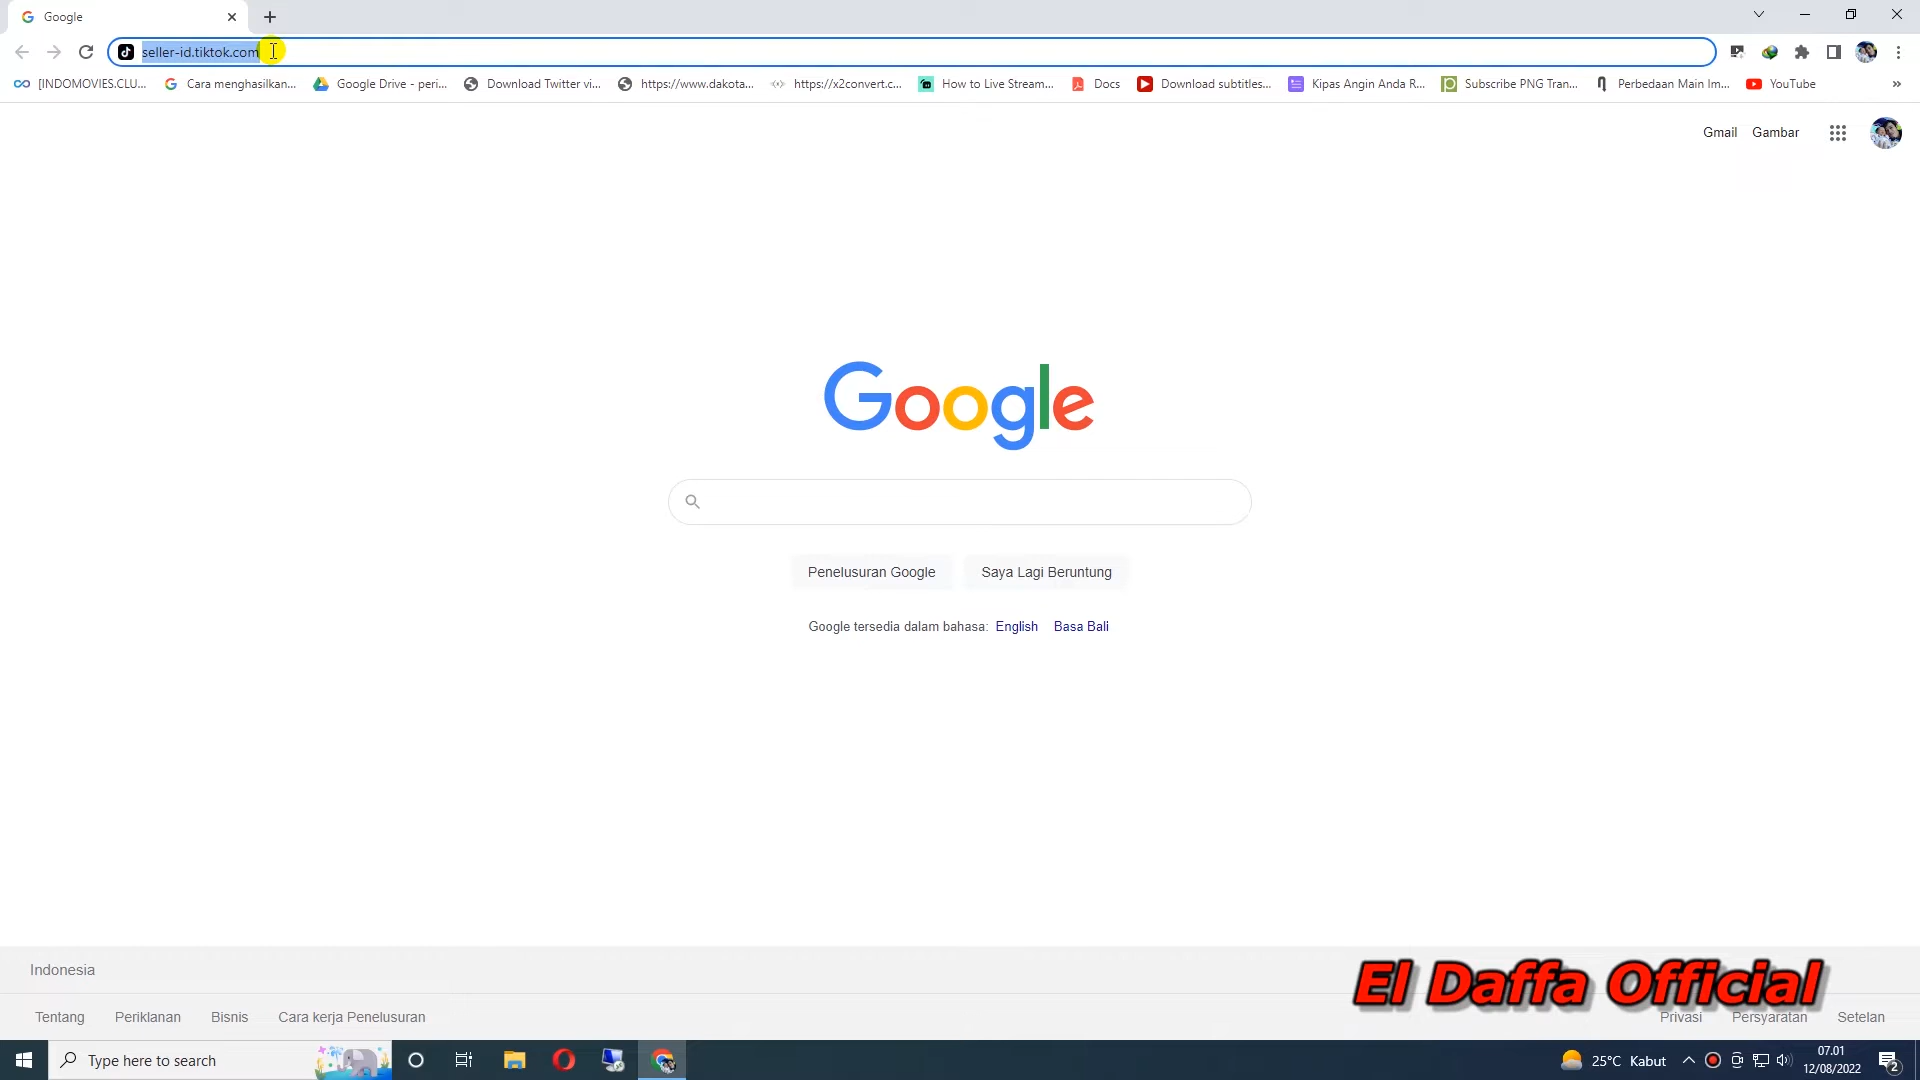 Google
seller-id.tiktok.com
[INDOMOVIES.CLU...
Cara menghasilkan...
Google Drive - peri...
Download Twitter vi...
https://www.dakota...
https://x2convert.c...
How to Live Stream...
Docs
Download subtitles...
Kipas Angin Anda R...
Subscribe PNG Tran...
Perbedaan Main Im...
YouTube
»
Gmail Gambar
Google
Penelusuran Google
Saya Lagi Beruntung
Google tersedia dalam bahasa: English Basa Bali
Indonesia
El Daffa Official
Tentang
Periklanan
Bisnis
Cara kerja Penelusuran
Privasi
Persyaratan
Setelan
Type here to search
25°C Kabut
07.01
12/08/2022
2